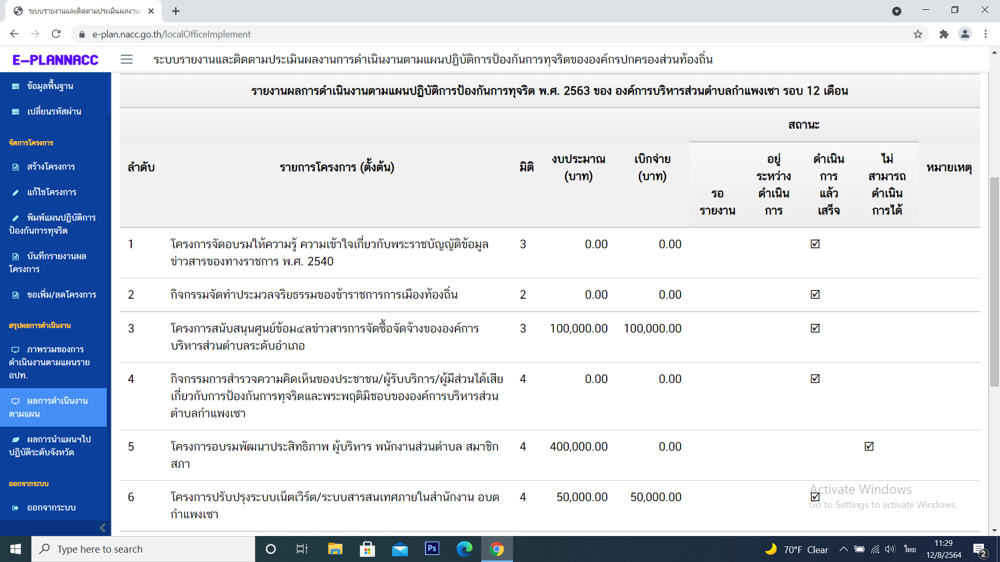 ระบบรายงานและติดตามประเมินผลงานก
e-plan.nacc.go.th/localOfficeImplement
E-PLANNACC
ระบบรายงานและติดตามประเมินผลงานการดำเนินงานตามแผนปฏิบัติการป้องกันการทุจริตขององค์กรปกครองส่วนท้องถิ่น
ข้อมูลพื้นฐาน
เปลี่ยนรหัสผ่าน
จัดการโครงการ
สร้างโครงการ
แก้ไขโครงการ
พิมพ์แผนปฏิบัติการ
ป้องกันการทุจริต
บันทึกรายงานผล
โครงการ
ขอเพิ่ม/ลดโครงการ
สรุปผลการดำเนินงาน
ภาพรวมของการ
ดำเนินงานตามแผนราย
อปท.
ผลการดำเนินงาน
ตามแผน
ผลการนำแผนฯไป
ปฏิบัติระดับจังหวัด
ออกจากระบบ
ออกจากระบบ
รายงานผลการดำเนินงานตามแผนปฏิบัติการป้องกันการทุจริต พ.ศ. 2563 ของ องค์การบริหารส่วนตำบลกำแพงเซา รอบ 12 เดือน
สถานะ
ลำดับ
รายการโครงการ (ตั้งต้น)
มิติ
งบประมาณ
(บาท)
เบิกจ่าย
(บาท)
รอ
รายงาน
อยู่
ระหว่าง
ดำเนิน
การ
ดำเนิน
การ
แล้ว
เสร็จ
ไม่
สามารถ
ดำเนิน
การได้
หมายเหตุ
1 โครงการจัดอบรมให้ความรู้ ความเข้าใจเกี่ยวกับพระราชบัญญัติข้อมูล 3 0.00 0.00 ☑
ข่าวสารของทางราชการ พ.ศ. 2540
2 กิจกรรมจัดทำประมวลจริยธรรมของข้าราชการการเมืองท้องถิ่น 2 0.00 0.00 ☑
3 โครงการสนับสนุนศูนย์ข้อม๔ลข่าวสารการจัดซื้อจัดจ้างขององค์การ 3 100,000.00 100,000.00 ☑
บริหารส่วนตำบลระดับอำเภอ
4 กิจกรรมการสำรวจความคิดเห็นของประชาชน/ผู้รับบริการ/ผู้มีส่วนได้เสีย 4 0.00 0.00 ☑
เกี่ยวกับการป้องกันการทุจริตและพระพฤติมิชอบขององค์การบริหารส่วน
ตำบลกำแพงเซา
5 โครงการอบรมพัฒนาประสิทธิภาพ ผู้บริหาร พนักงานส่วนตำบล สมาชิก 4 400,000.00 0.00 ☑
สภา
6 โครงการปรับปรุงระบบเน็ตเวิร์ต/ระบบสารสนเทศภายในสำนักงาน อบต 4 50,000.00 50,000.00 ☑
กำแพงเซา
Activate Windows
Go to Settings to activate Windows.
Type here to search
Ps
70°F Clear
ไทย
11:29
12/8/2564
2